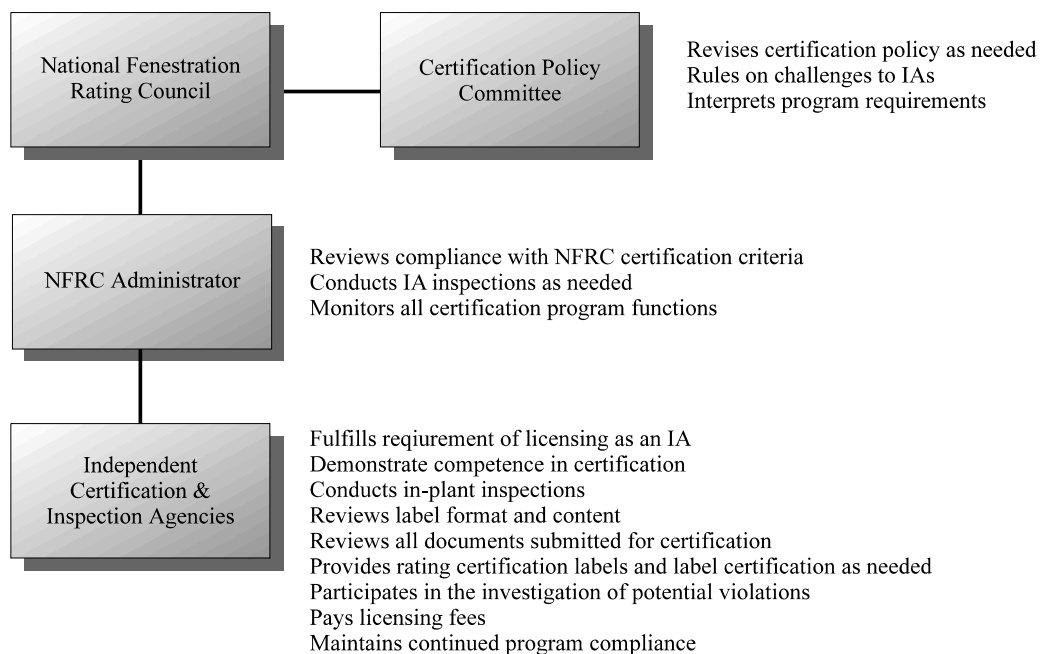 National Fenestration
Rating Council
Certification Policy
Committee
Revises certification policy as needed
Rules on challenges to IAs
Interprets program requirements
NFRC Administrator
Reviews compliance with NFRC certification criteria
Conducts IA inspections as needed
Monitors all certification program functions
Independent
Certification &
Inspection Agencies
Fulfills reqiurement of licensing as an IA
Demonstrate competence in certification
Conducts in-plant inspections
Reviews label format and content
Reviews all documents submitted for certification
Provides rating certification labels and label certification as needed
Participates in the investigation of potential violations
Pays licensing fees
Maintains continued program compliance